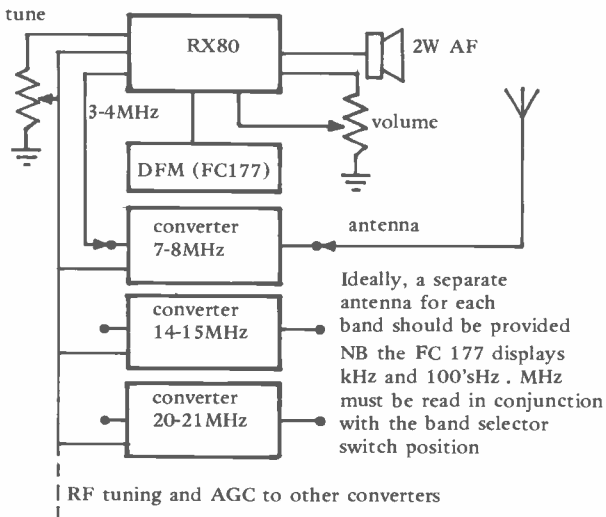 tune
RX80
2W AF
3-4MHz
volume
DFM (FC177)
converter
7-8MHz
antenna
converter
14-15MHz
Ideally, a separate
antenna for each
band should be provided
NB the FC 177 displays
kHz and 100'sHz . MHz
must be read in conjunction
with the band selector
switch position
converter
20-21MHz
RF tuning and AGC to other converters